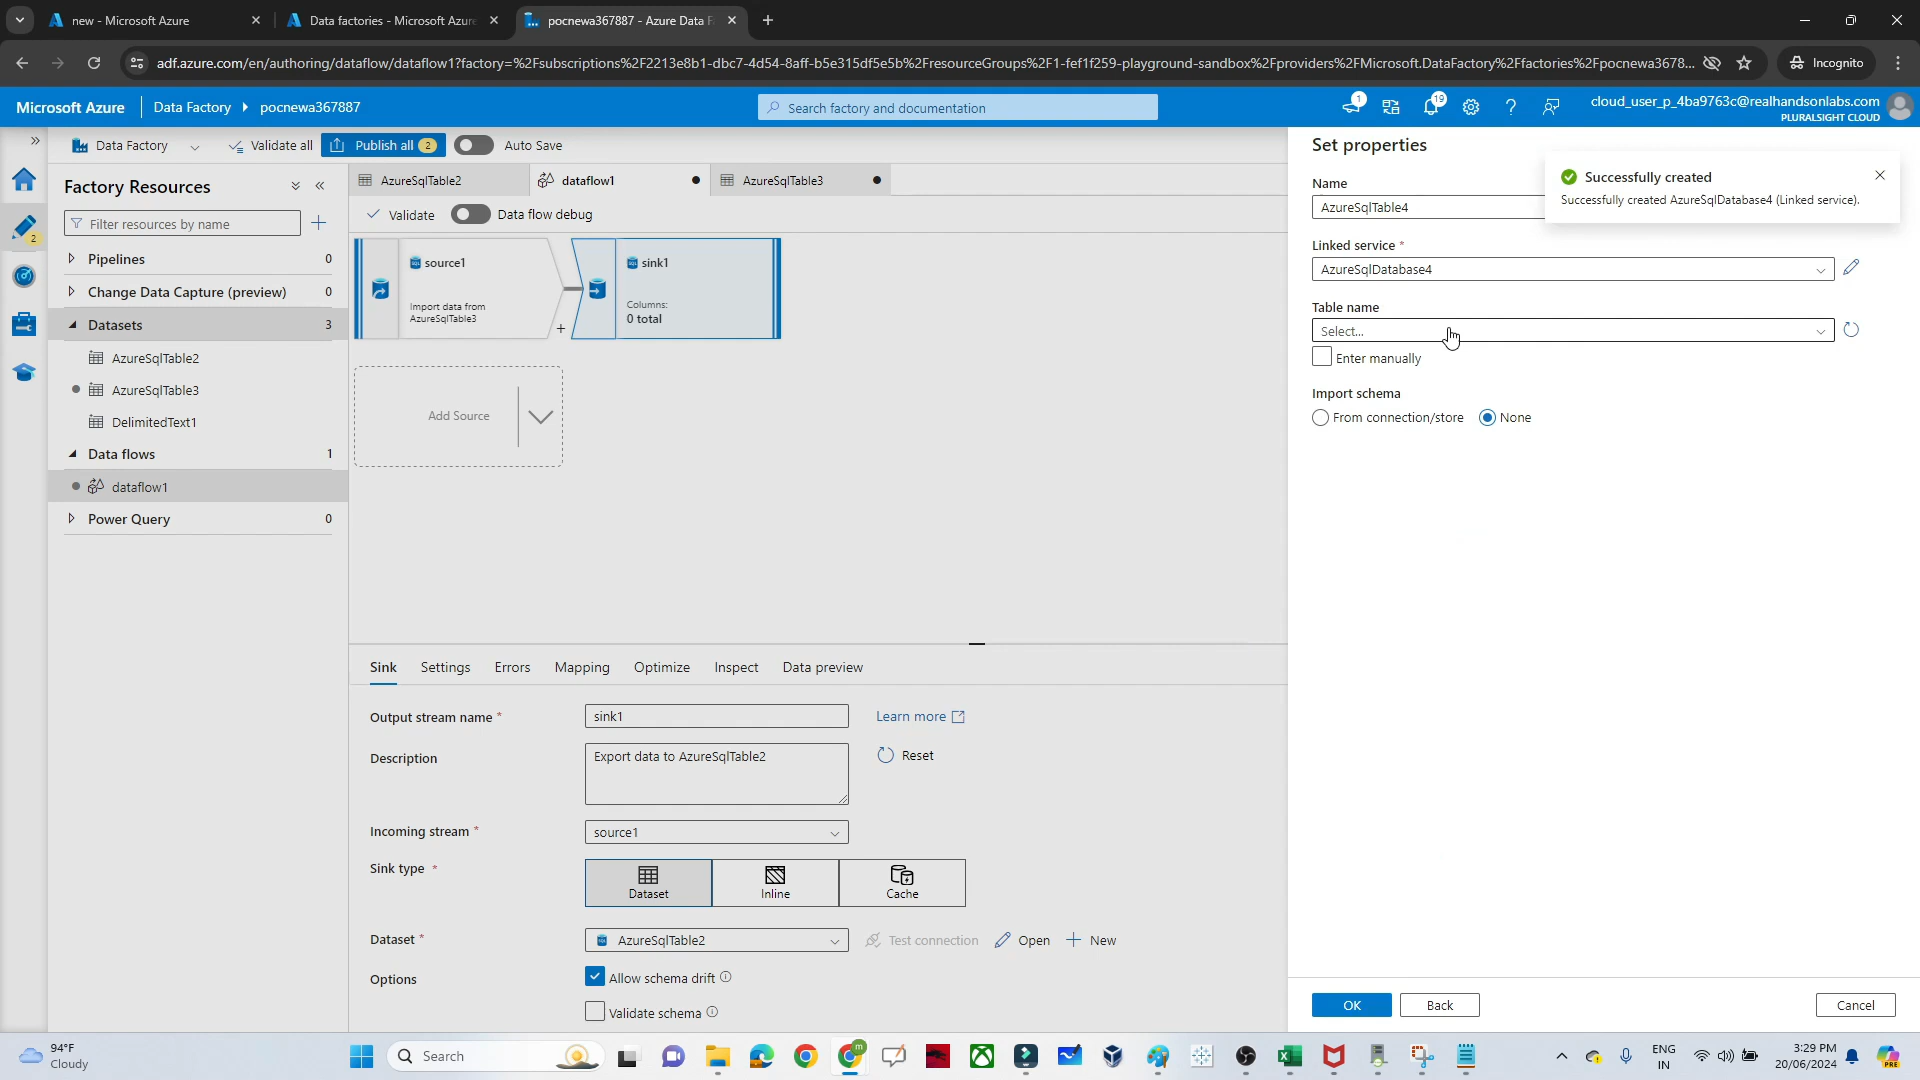 new - Microsoft Azure
Data factories - Microsoft Azure
pocnewa367887 - Azure Data F
adf.azure.com/en/authoring/dataflow/dataflow1?factory=%2Fsubscriptions%2F2213e8b1-dbc7-4d54-8aff-b5e315df5e5b%2FresourceGroups%2F1-fef1f259-playground-sandbox%2Fproviders%2FMicrosoft.DataFactory%2Ffactories%2Fpocnewa3678...
Incognito
Microsoft Azure
Data Factory
pocnewa367887
Search factory and documentation
1
19
cloud_user_p_4ba9763c@realhandsonlabs.com
PLURALSIGHT CLOUD
Data Factory
Validate all
Publish all 2
Auto Save
2
Factory Resources
Filter resources by name
Pipelines 0
Change Data Capture (preview) 0
Datasets 3
AzureSqlTable2
AzureSqlTable3
DelimitedText1
Data flows 1
dataflow1
Power Query 0
AzureSqlTable2
dataflow1
AzureSqlTable3
Validate
Data flow debug
source1
Import data from
AzureSqlTable3
+
sink1
Columns:
0 total
Add Source
Sink
Settings
Errors
Mapping
Optimize
Inspect
Data preview
Output stream name *
sink1
Learn more
Description
Export data to AzureSqlTable2
Reset
Incoming stream *
source1
Sink type *
Dataset
Inline
Cache
Dataset *
AzureSqlTable2
Test connection
Open
New
Options
Allow schema drift
Validate schema
Set properties
Successfully created
Successfully created AzureSqlDatabase4 (Linked service).
Name
AzureSqlTable4
Linked service *
AzureSqlDatabase4
Table name
Select...
Enter manually
Import schema
From connection/store
None
OK
Back
Cancel
94°F
Cloudy
Search
ENG
IN
3:29 PM
20/06/2024
PRE